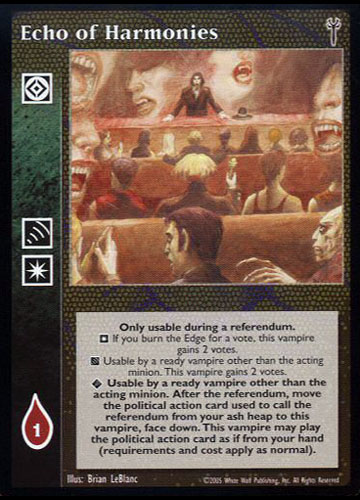 Echo of Harmonies
Only usable during a referendum.
If you burn the Edge for a vote, this vampire
gains 2 votes.
Usable by a ready vampire other than the acting
minion. This vampire gains 2 votes.
Usable by a ready vampire other than the
acting minion. After the referendum, move
the political action card used to call the
referendum from your ash heap to this
vampire, face down. This vampire may play
the political action card as if from your hand
(requirements and cost apply as normal).
1
Illus: Brian LeBlanc ©2005 White Wolf Publishing, Inc. All Rights Reserved